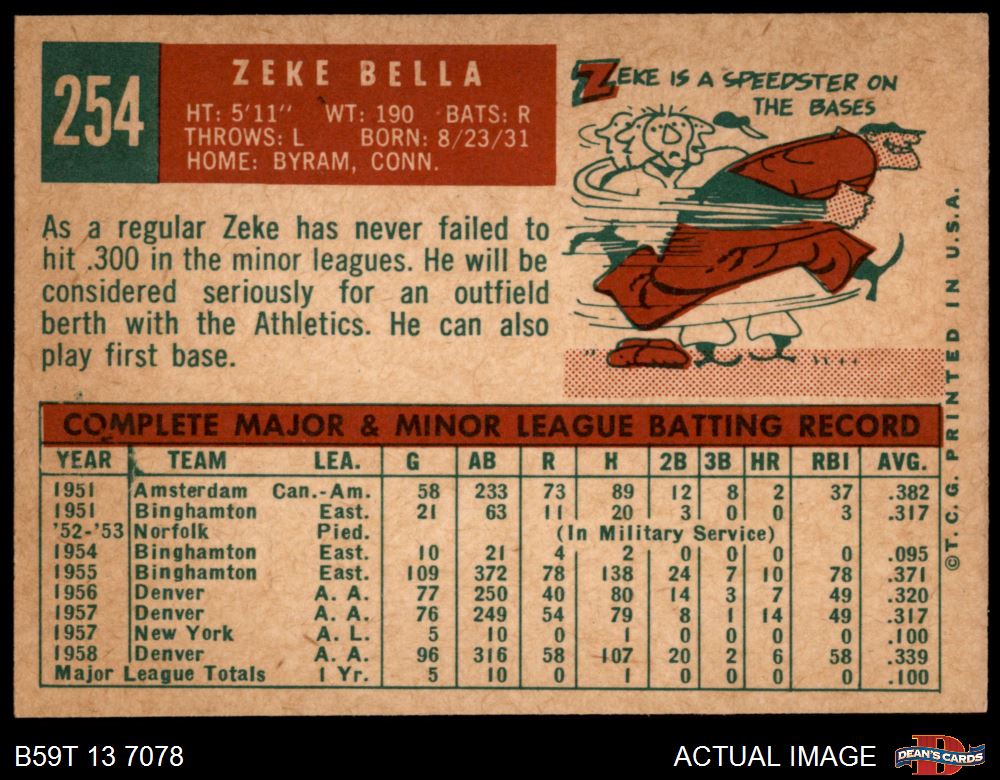 254
ZEKE BELLA
HT: 5'11" WT: 190 BATS: R
THROWS: L BORN: 8/23/31
HOME: BYRAM, CONN.
ZEKE IS A SPEEDSTER ON
THE BASES
As a regular Zeke has never failed to
hit .300 in the minor leagues. He will be
considered seriously for an outfield
berth with the Athletics. He can also
play first base.
©T. C. G. PRINTED IN U.S.A.
COMPLETE MAJOR & MINOR LEAGUE BATTING RECORD
YEAR TEAM LEA. G AB R H 2B 3B HR RBI AVG.
1951 Amsterdam Can.-Am. 58 233 73 89 12 8 2 37 .382
1951 Binghamton East. 21 63 11 20 3 0 0 3 .317
'52-'53 Norfolk Pied. (In Military Service)
1954 Binghamton East. 10 21 4 2 0 0 0 0 .095
1955 Binghamton East. 109 372 78 138 24 7 10 78 .371
1956 Denver A. A. 77 250 40 80 14 3 7 49 .320
1957 Denver A. A. 76 249 54 79 8 1 14 49 .317
1957 New York A. L. 5 10 0 1 0 0 0 0 .100
1958 Denver A. A. 96 316 58 107 20 2 6 58 .339
Major League Totals 1 Yr. 5 10 0 1 0 0 0 0 .100
B59T 13 7078
ACTUAL IMAGE
DEAN'S CARDS